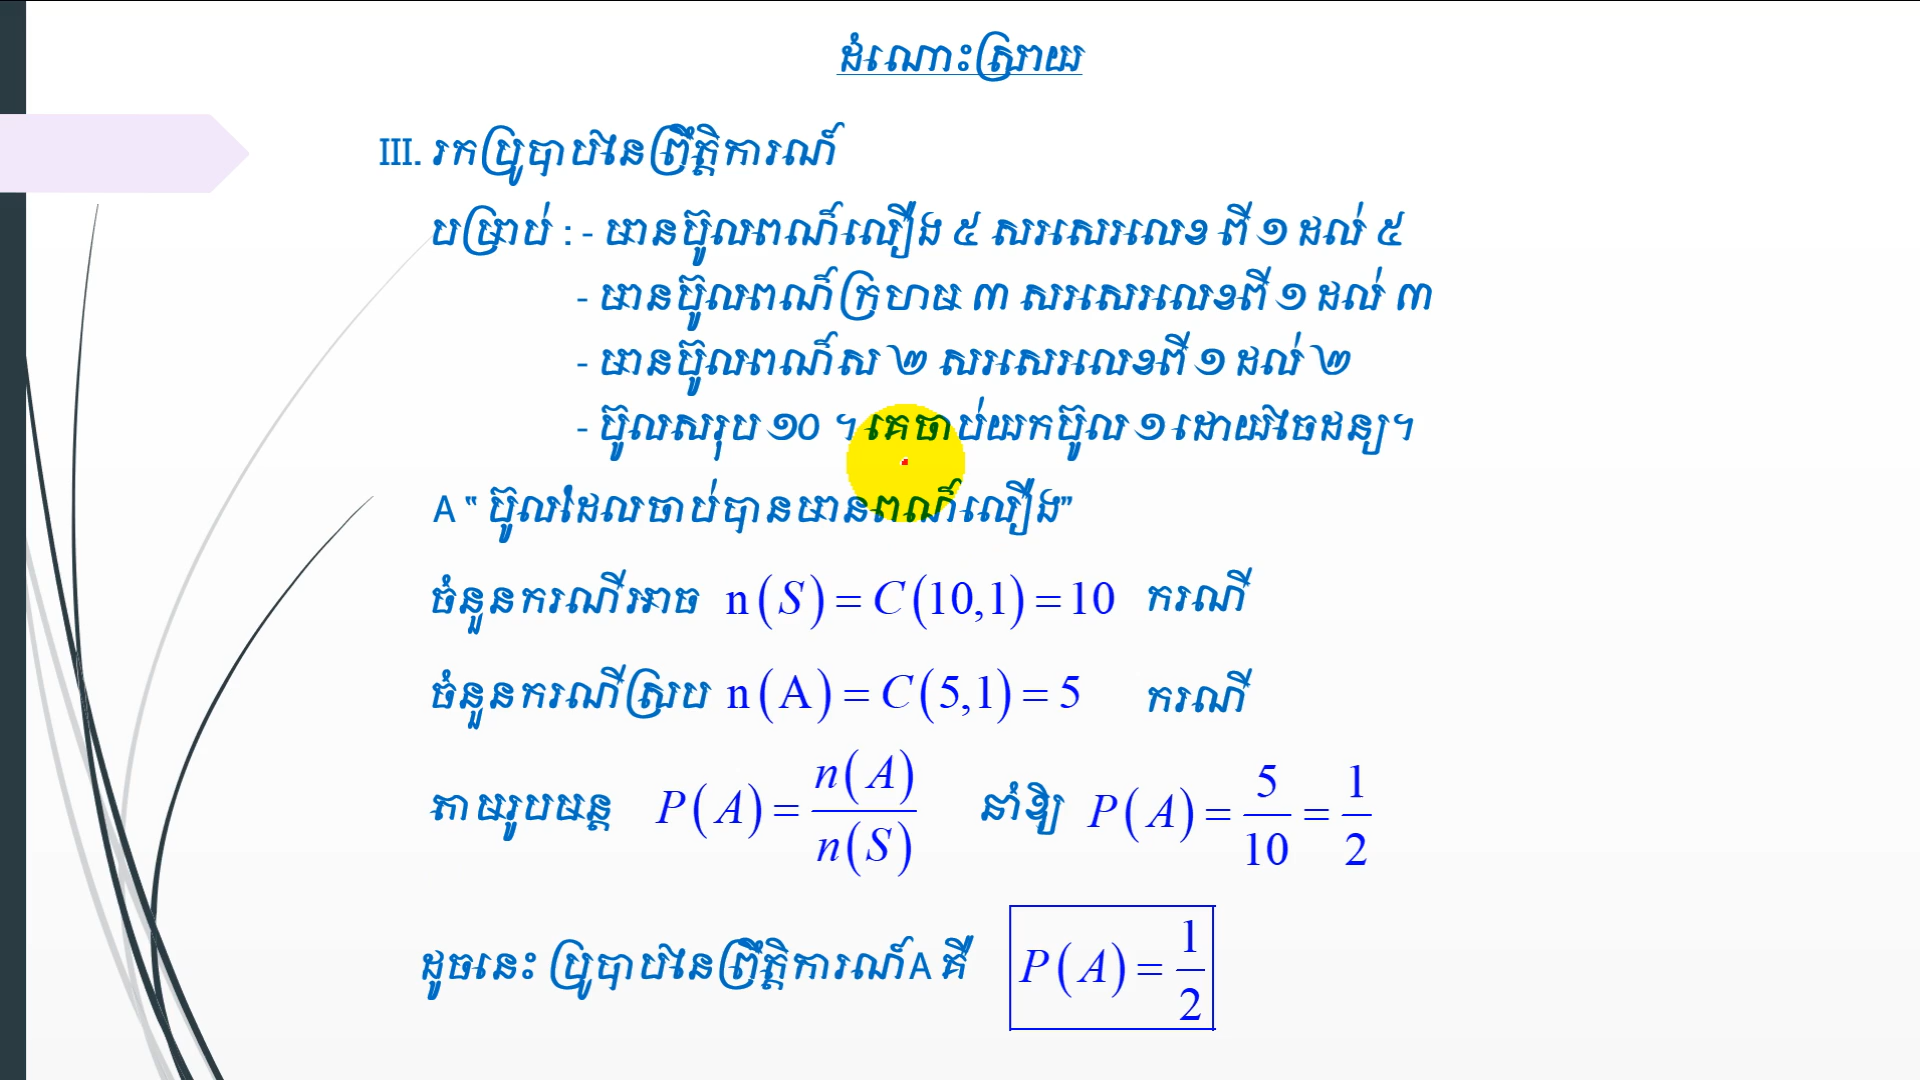 ដំណោះស្រាយ
III. រកប្រូបាបនៃព្រឹត្តិការណ៍
បម្រាប់ : - មានប៊ូលពណ៌លឿង ៥ សរសេរលេខ ពី ១ ដល់ ៥
- មានប៊ូលពណ៌ក្រហម ៣ សរសេរលេខពី ១ ដល់ ៣
- មានប៊ូលពណ៌ស ២ សរសេរលេខពី ១ ដល់ ២
- ប៊ូលសរុប ១០ ។ គេចាប់យកប៊ូល ១ ដោយចៃដន្យ។
A “ ប៊ូលដែលចាប់បានមានពណ៌លឿង”
ចំនួនករណីអាច n(S) = C(10,1) = 10 ករណី
ចំនួនករណីស្រប n(A) = C(5,1) = 5 ករណី
តាមរូបមន្ត P(A) = n(A)/n(S) នាំឱ្យ P(A) = 5/10 = 1/2
ដូចនេះ ប្រូបាបនៃព្រឹត្តិការណ៍ A គឺ P(A) = 1/2